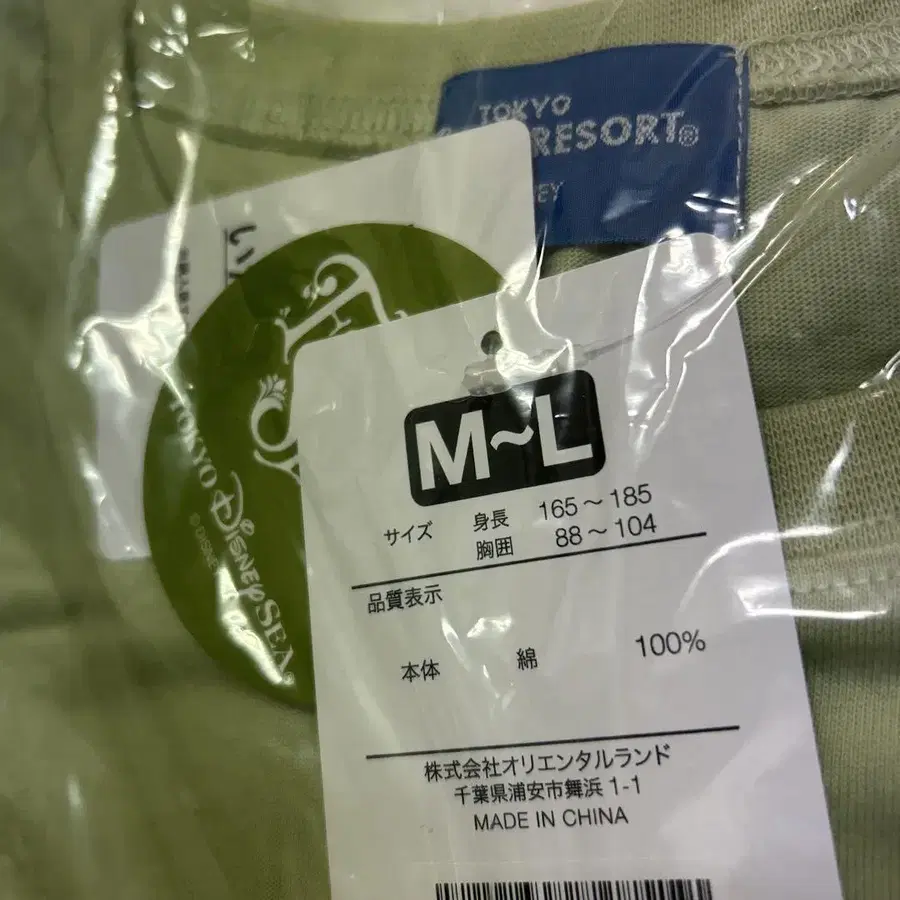 TOKYO
RESORT®
TOKYO DISNEY SEA
M~L
サイズ 身長 165~185
胸囲 88~104
品質表示
本体 綿 100%
株式会社オリエンタルランド
千葉県浦安市舞浜 1-1
MADE IN CHINA